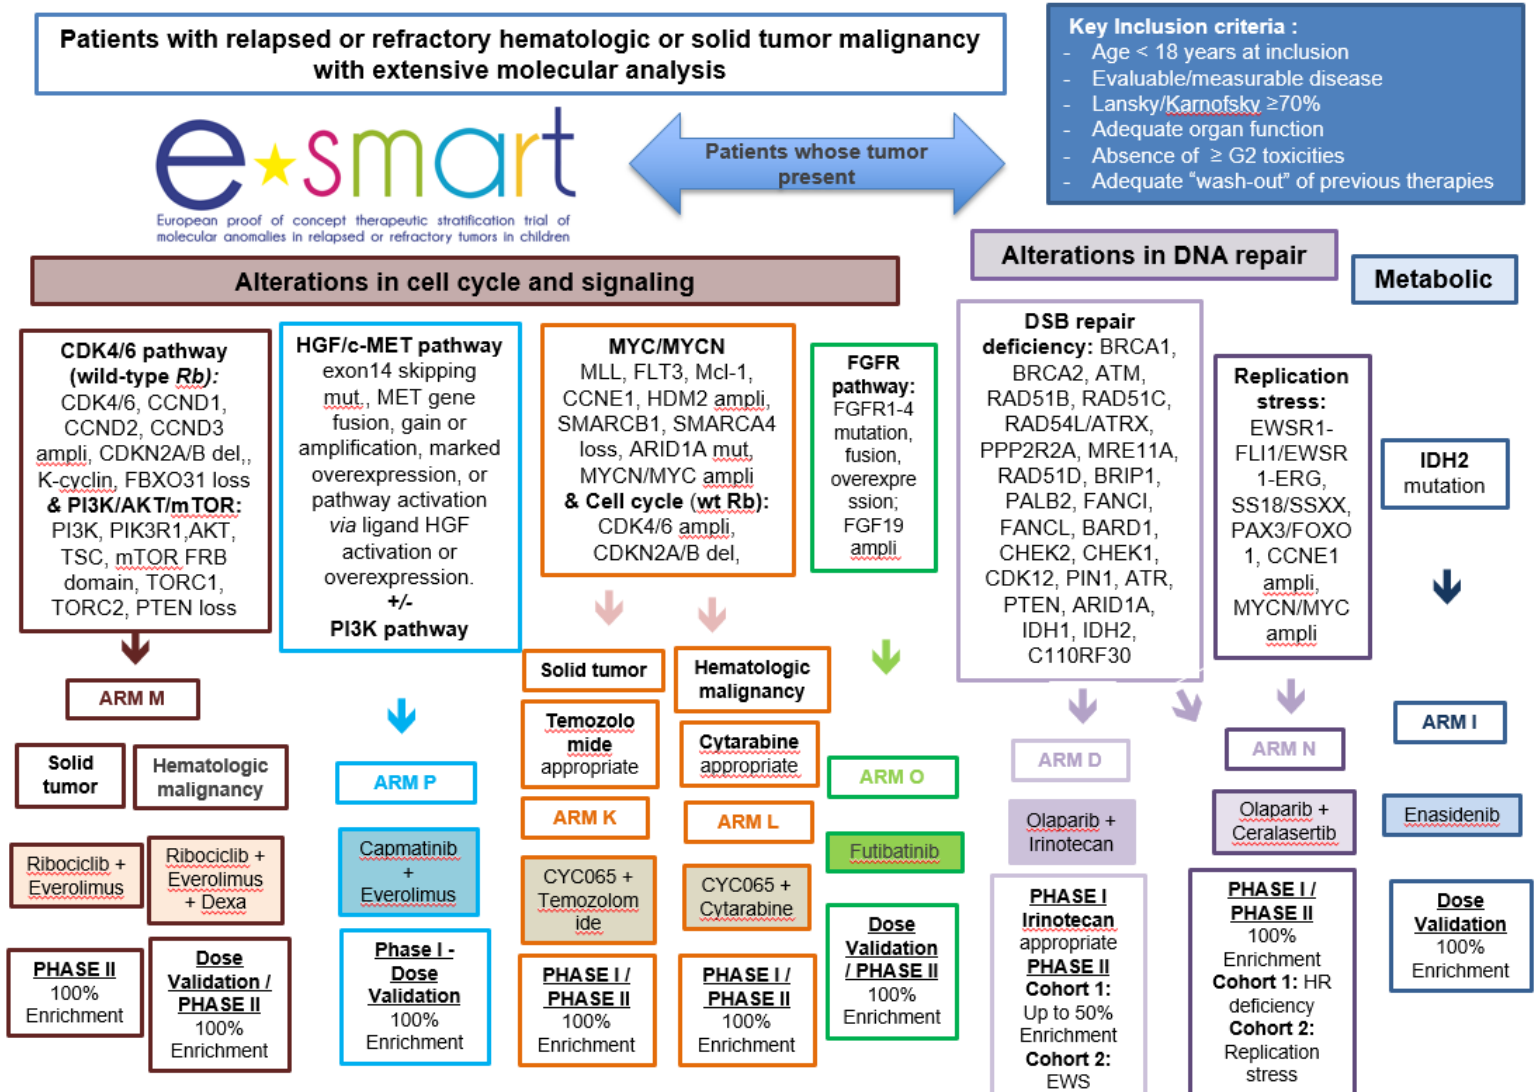 Patients with relapsed or refractory hematologic or solid tumor malignancy
with extensive molecular analysis
Key Inclusion criteria :
- Age < 18 years at inclusion
- Evaluable/measurable disease
- Lansky/Karnofsky ≥70%
- Adequate organ function
- Absence of ≥ G2 toxicities
- Adequate “wash-out” of previous therapies
e smart
European proof of concept therapeutic stratification trial of
molecular anomalies in relapsed or refractory tumors in children
Patients whose tumor
present
Alterations in cell cycle and signaling
Alterations in DNA repair
Metabolic
CDK4/6 pathway
(wild-type Rb):
CDK4/6, CCND1,
CCND2, CCND3
ampli, CDKN2A/B del,,
K-cyclin, FBXO31 loss
& PI3K/AKT/mTOR:
PI3K, PIK3R1,AKT,
TSC, mTOR FRB
domain, TORC1,
TORC2, PTEN loss
ARM M
Solid
tumor
Ribociclib +
Everolimus
PHASE II
100%
Enrichment
Hematologic
malignancy
Ribociclib +
Everolimus
+ Dexa
Dose
Validation /
PHASE II
100%
Enrichment
HGF/c-MET pathway
exon14 skipping
mut., MET gene
fusion, gain or
amplification, marked
overexpression, or
pathway activation
via ligand HGF
activation or
overexpression.
+/-
PI3K pathway
ARM P
Capmatinib
+
Everolimus
Phase I -
Dose
Validation
100%
Enrichment
MYC/MYCN
MLL, FLT3, Mcl-1,
CCNE1, HDM2 ampli,
SMARCB1, SMARCA4
loss, ARID1A mut,
MYCN/MYC ampli
& Cell cycle (wt Rb):
CDK4/6 ampli,
CDKN2A/B del,
Solid tumor
Temozolo
mide
appropriate
ARM K
CYC065 +
Temozolom
ide
PHASE I /
PHASE II
100%
Enrichment
Hematologic
malignancy
Cytarabine
appropriate
ARM L
CYC065 +
Cytarabine
PHASE I /
PHASE II
100%
Enrichment
FGFR
pathway:
FGFR1-4
mutation,
fusion,
overexpre
ssion;
FGF19
ampli
ARM O
Futibatinib
Dose
Validation
/ PHASE II
100%
Enrichment
DSB repair
deficiency: BRCA1,
BRCA2, ATM,
RAD51B, RAD51C,
RAD54L/ATRX,
PPP2R2A, MRE11A,
RAD51D, BRIP1,
PALB2, FANCI,
FANCL, BARD1,
CHEK2, CHEK1,
CDK12, PIN1, ATR,
PTEN, ARID1A,
IDH1, IDH2,
C110RF30
ARM D
Olaparib +
Irinotecan
PHASE I
Irinotecan
appropriate
PHASE II
Cohort 1:
Up to 50%
Enrichment
Cohort 2:
EWS
Replication
stress:
EWSR1-
FLI1/EWSR
1-ERG,
SS18/SSXX,
PAX3/FOXO
1, CCNE1
ampli,
MYCN/MYC
ampli
ARM N
Olaparib +
Ceralasertib
PHASE I /
PHASE II
100%
Enrichment
Cohort 1: HR
deficiency
Cohort 2:
Replication
stress
IDH2
mutation
ARM I
Enasidenib
Dose
Validation
100%
Enrichment